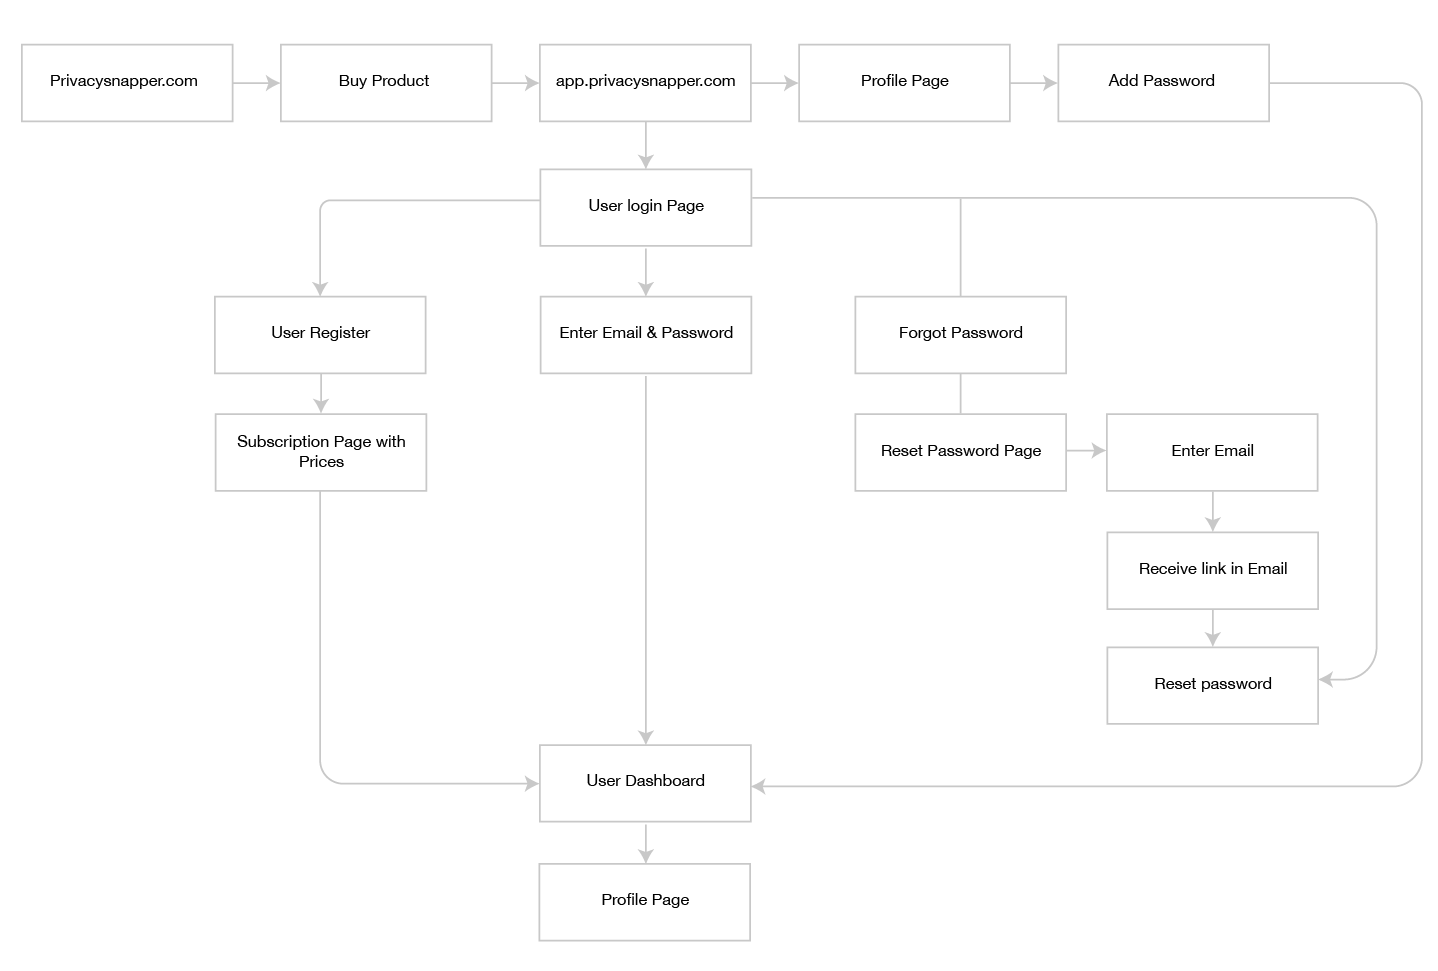 Privacysnapper.com
Buy Product
app.privacysnapper.com
Profile Page
Add Password
User login Page
User Register
Enter Email & Password
Forgot Password
Subscription Page with
Prices
Reset Password Page
Enter Email
Receive link in Email
Reset password
User Dashboard
Profile Page